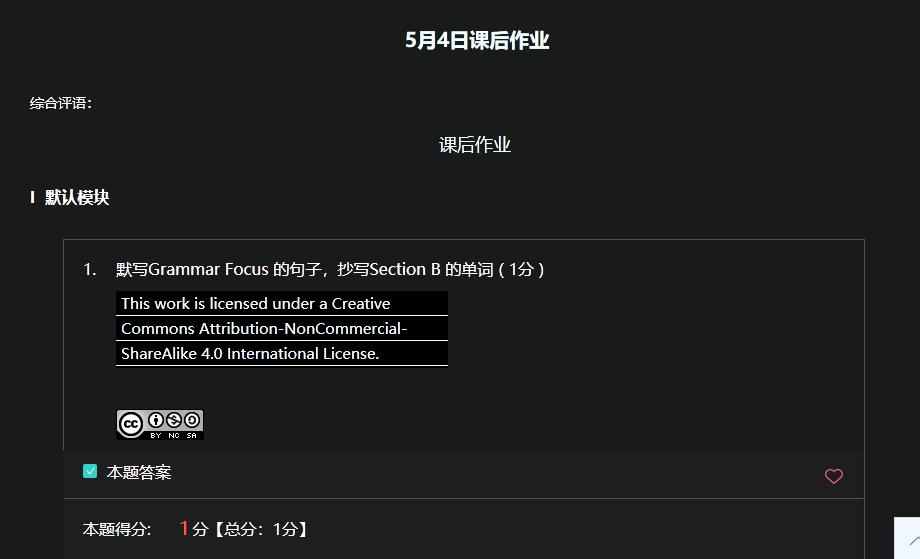 5月4日课后作业
综合评语：
课后作业
I 默认模块
1. 默写Grammar Focus 的句子，抄写Section B 的单词 ( 1分 )
This work is licensed under a Creative
Commons Attribution-NonCommercial-
ShareAlike 4.0 International License.
cc BY NC SA
本题答案
本题得分: 1分【总分：1分】